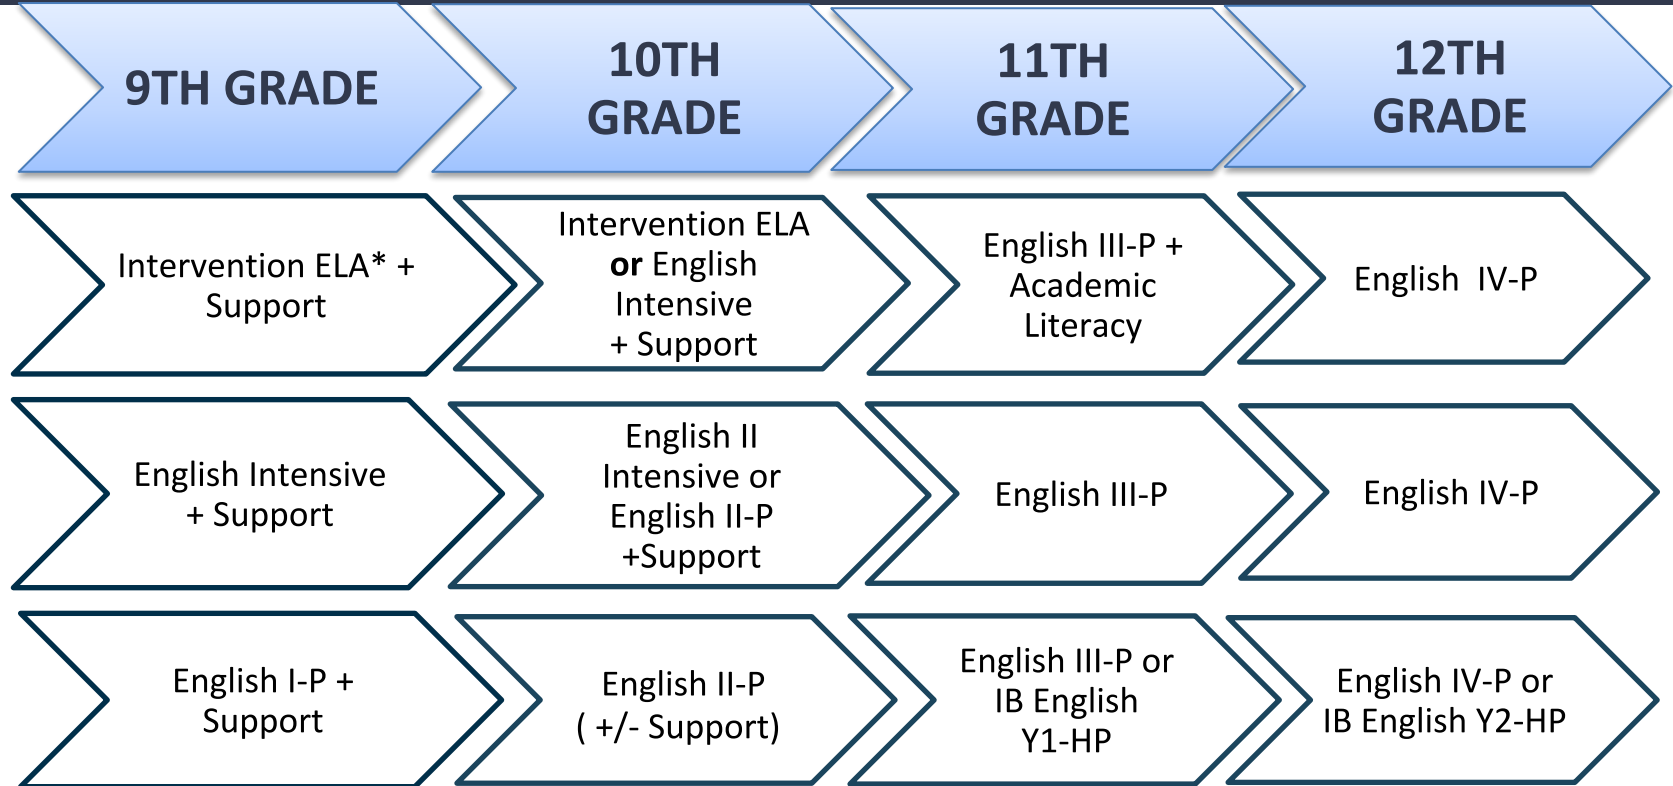 9TH GRADE
10TH
GRADE
11TH
GRADE
12TH
GRADE
Intervention ELA* +
Support
Intervention ELA
or English
Intensive
+ Support
English III-P +
Academic
Literacy
English  IV-P
English Intensive
+ Support
English II
Intensive or
English II-P
+Support
English III-P
English IV-P
English I-P +
Support
English II-P
( +/- Support)
English III-P or
IB English
Y1-HP
English IV-P or
IB English Y2-HP